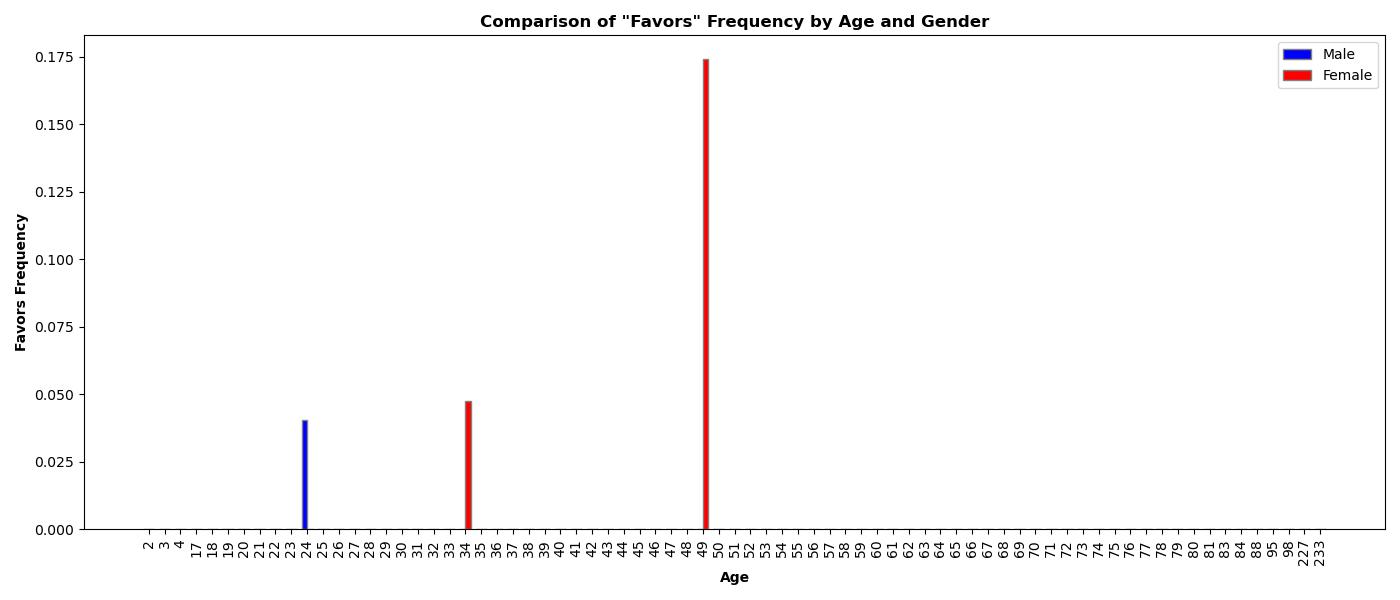 Comparison of "Favors" Frequency by Age and Gender
Male
Female
0.175
0.150
0.125
0.100
0.075
0.050
0.025
0.000
Favors Frequency
2 3 4 17 18 19 20 21 22 23 24 25 26 27 28 29 30 31 32 33 34 35 36 37 38 39 40 41 42 43 44 45 46 47 48 49 50 51 52 53 54 55 56 57 58 59 60 61 62 63 64 65 66 67 68 69 70 71 72 73 74 75 76 77 78 79 80 81 83 84 88 95 98 227 233
Age